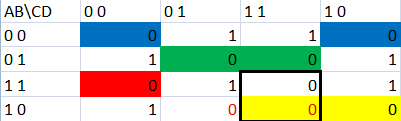 AB\CD 0 0 0 1 1 1 1 0
0 0 0 1 1 0
0 1 1 0 0 1
1 1 0 1 0 1
1 0 1 0 0 0